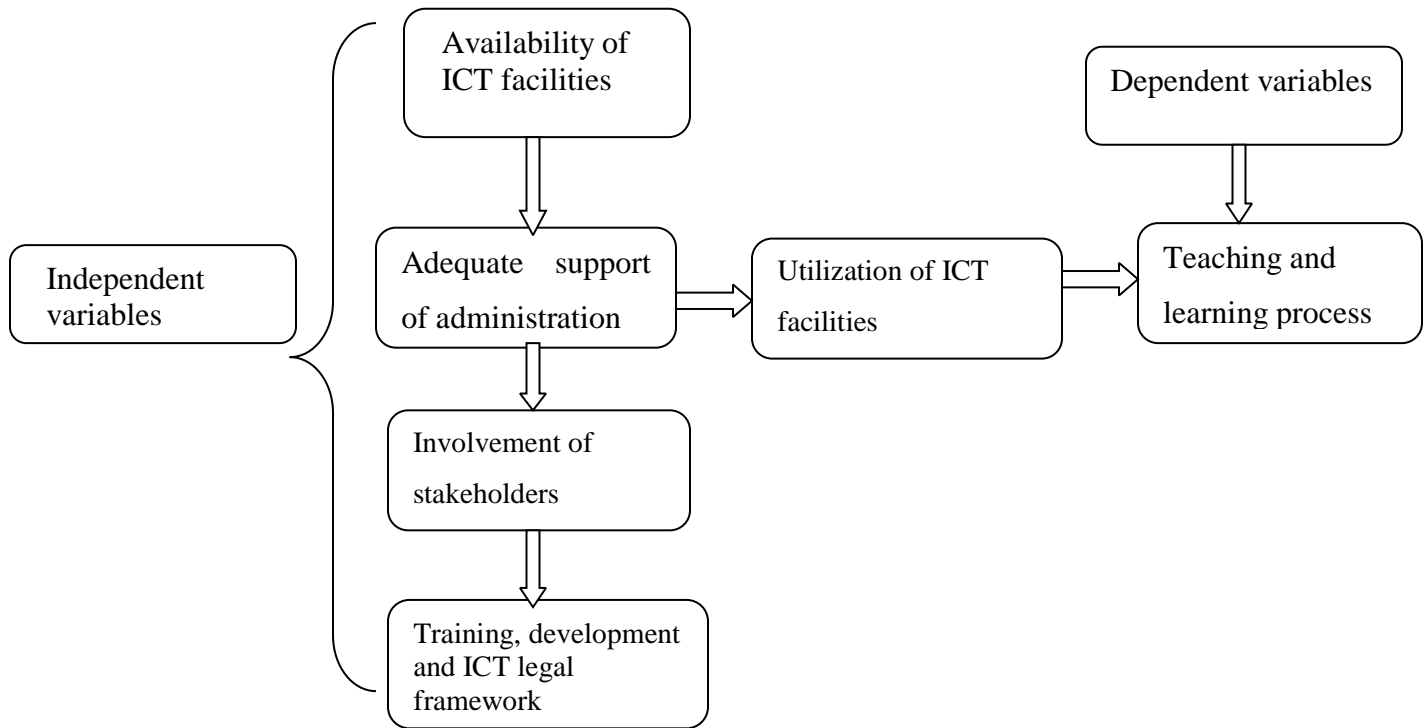 Availability of
ICT facilities
Dependent variables
Independent
variables
Adequate support
of administration
Utilization of ICT
facilities
Teaching and
learning process
Involvement of
stakeholders
Training, development
and ICT legal
framework